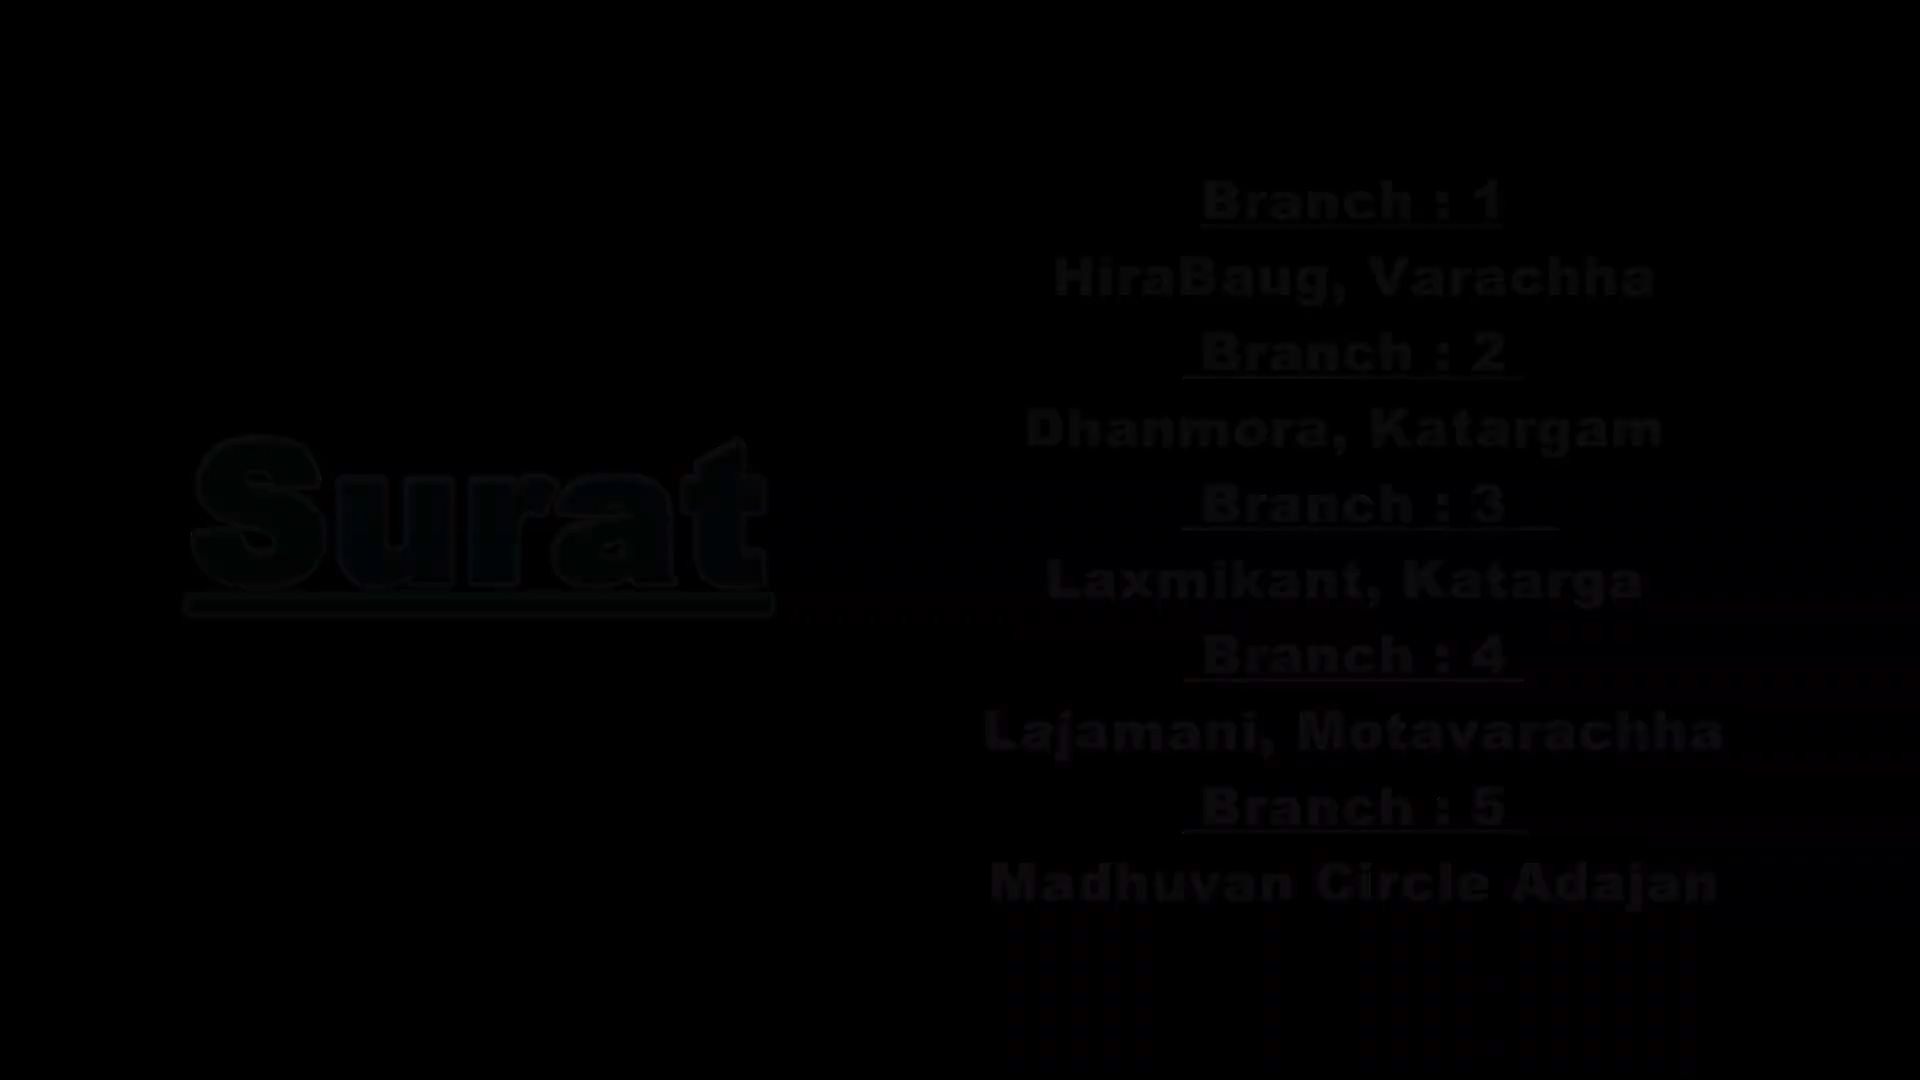 Surat
Branch : 1
HiraBaug, Varachha
Branch : 2
Dhanmora, Katargam
Branch : 3
Laxmikant, Katarga
Branch : 4
Lajamani, Motavarachha
Branch : 5
Madhuvan Circle Adajan